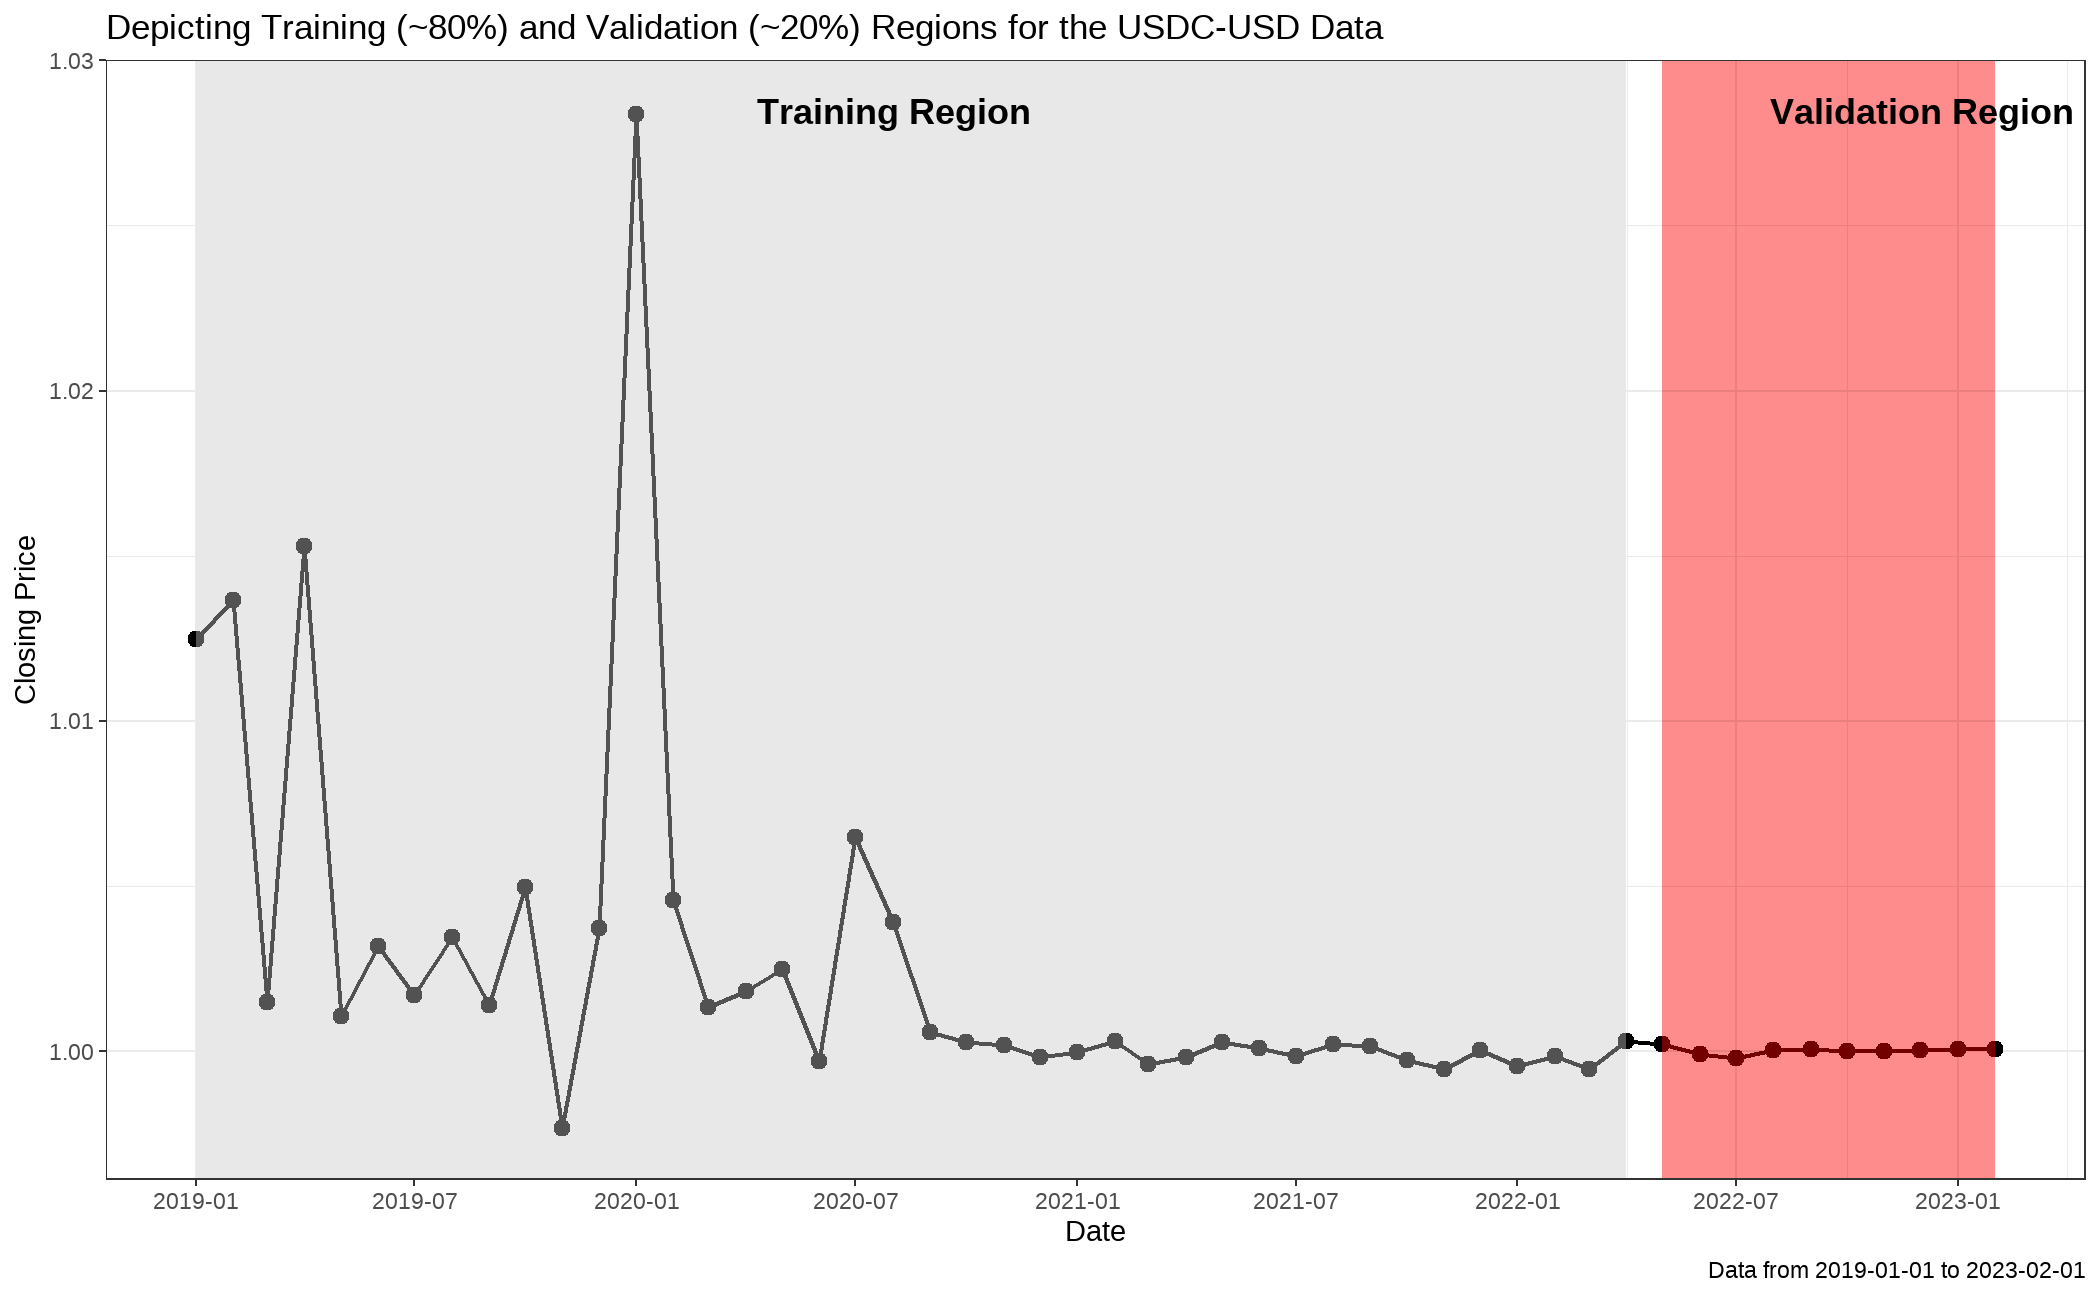 Depicting Training (~80%) and Validation (~20%) Regions for the USDC-USD Data
1.03
Training Region
Validation Region
1.02
1.01
1.00
Closing Price
2019-01
2019-07
2020-01
2020-07
2021-01
2021-07
2022-01
2022-07
2023-01
Date
Data from 2019-01-01 to 2023-02-01